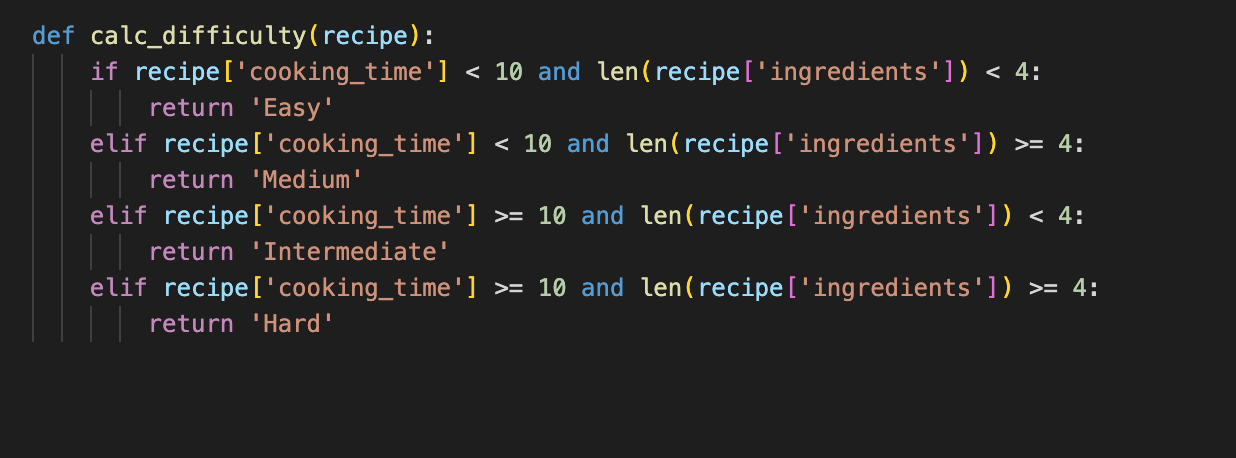 def calc_difficulty(recipe):
    if recipe['cooking_time'] < 10 and len(recipe['ingredients']) < 4:
        return 'Easy'
    elif recipe['cooking_time'] < 10 and len(recipe['ingredients']) >= 4:
        return 'Medium'
    elif recipe['cooking_time'] >= 10 and len(recipe['ingredients']) < 4:
        return 'Intermediate'
    elif recipe['cooking_time'] >= 10 and len(recipe['ingredients']) >= 4:
        return 'Hard'